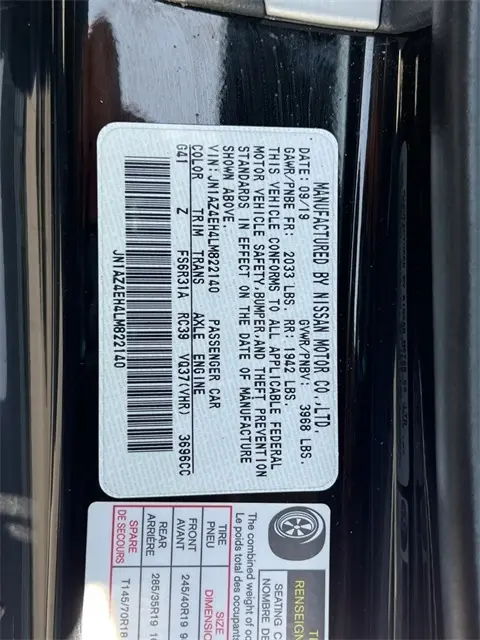 MANUFACTURED BY NISSAN MOTOR CO.,LTD.
DATE: 09/19 GVWR/PNBV: 3968 LBS.
GAWR/PNBE FR: 2033 LBS. RR: 1942 LBS.
THIS VEHICLE CONFORMS TO ALL APPLICABLE FEDERAL
MOTOR VEHICLE SAFETY,BUMPER,AND THEFT PREVENTION
STANDARDS IN EFFECT ON THE DATE OF MANUFACTURE
SHOWN ABOVE.
VIN: JN1AZ4EH4LM822140 PASSENGER CAR
COLOR TRIM TRANS AXLE ENGINE
G41 Z FS6R31A RC39 VQ37(VHR) 3696CC
JN1AZ4EH4LM822140
RENSEIGN
SEATING
NOMBRE DE
The combined weight of
Le poids total des occupants
TIRE SIZE
PNEU DIMENS
FRONT 245/40R19
AVANT
REAR 285/35R19
ARRIÈRE
SPARE T145/70R18
DE SECOURS